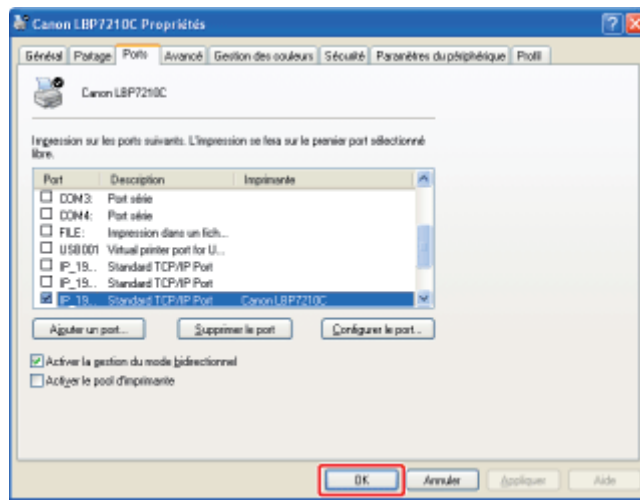 Canon LBP7210C Propriétés
Général Partage Ports Avancé Gestion des couleurs Sécurité Paramètres du périphérique Profil
Canon LBP7210C
Impression sur les ports suivants. L'impression se fera sur le premier port sélectionné
libre.
Port Description Imprimante
COM3: Port série
COM4: Port série
FILE: Impression dans un fich...
USB001 Virtual printer port for U...
IP_19... Standard TCP/IP Port
IP_19... Standard TCP/IP Port
IP_19... Standard TCP/IP Port Canon LBP7210C
Ajouter un port... Supprimer le port Configurer le port...
Activer la gestion du mode bidirectionnel
Activer le pool d'imprimante
OK Annuler Appliquer Aide